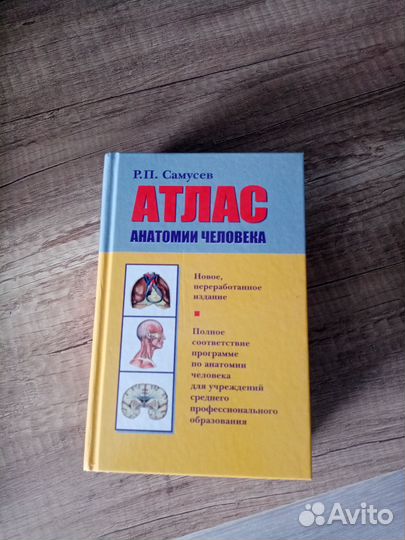 Р.П. Самусев
АТЛАС
АНАТОМИИ ЧЕЛОВЕКА
Новое,
переработанное
издание
Полное
соответствие
программе
по анатомии
человека
для учреждений
среднего
профессионального
образования
Avito